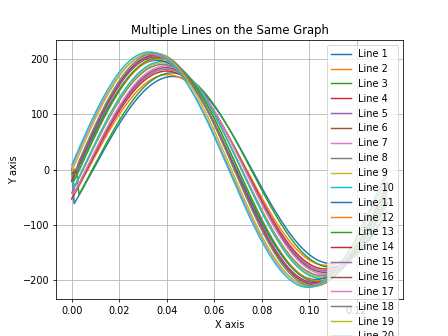 Multiple Lines on the Same Graph
Y axis
200
100
0
−100
−200
0.00
0.02
0.04
0.06
0.08
0.10
X axis
Line 1
Line 2
Line 3
Line 4
Line 5
Line 6
Line 7
Line 8
Line 9
Line 10
Line 11
Line 12
Line 13
Line 14
Line 15
Line 16
Line 17
Line 18
Line 19